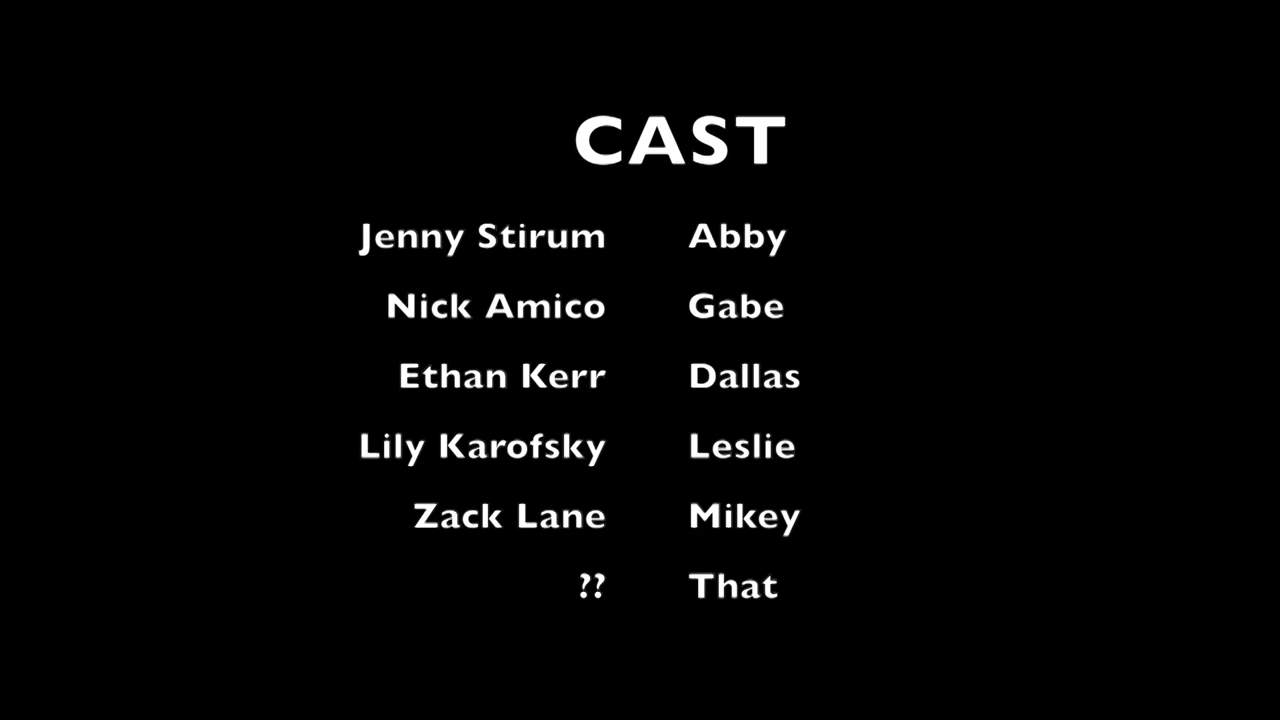 CAST
Jenny Stirum Abby
Nick Amico Gabe
Ethan Kerr Dallas
Lily Karofsky Leslie
Zack Lane Mikey
?? That